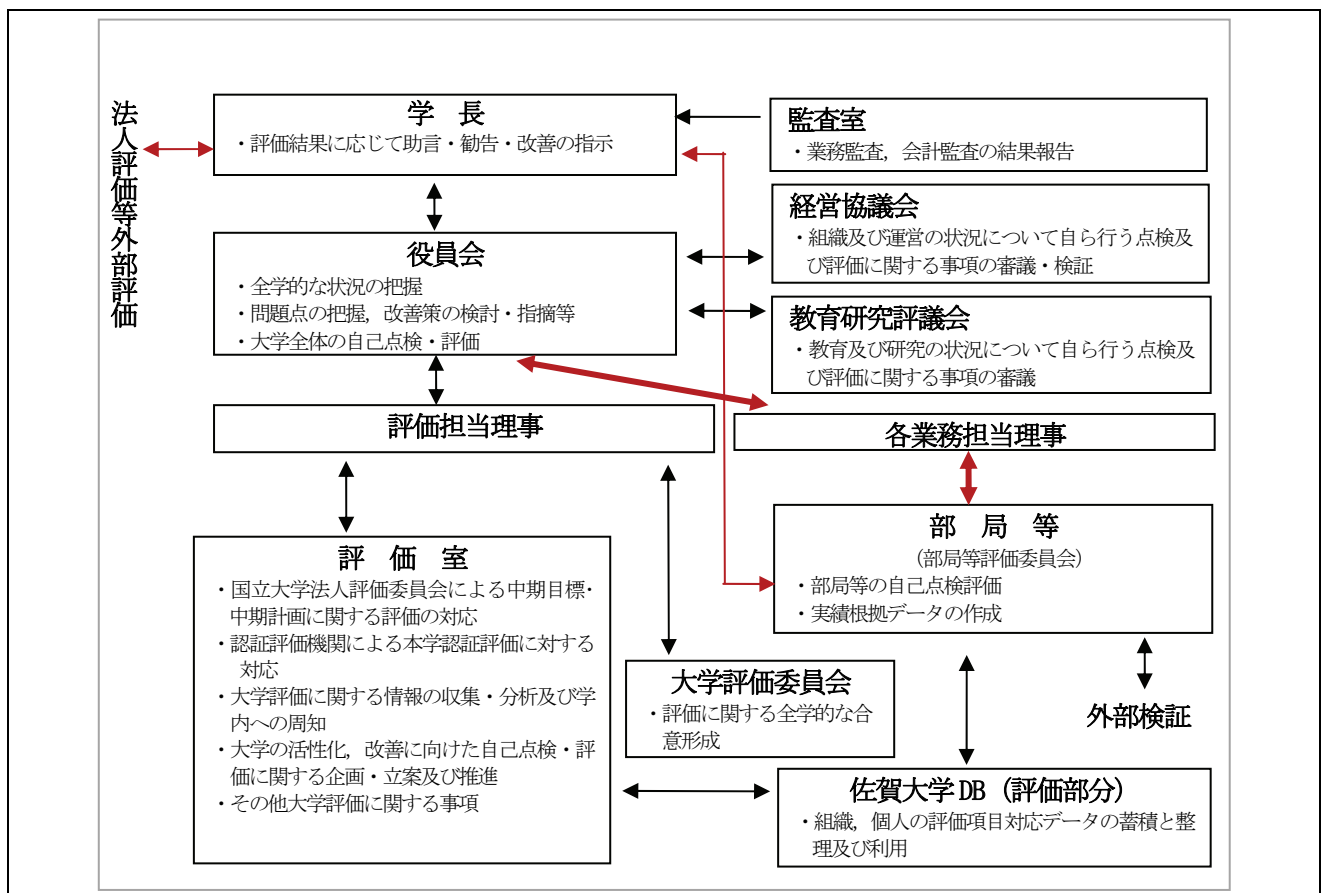 法人評価等外部評価
学 長
・評価結果に応じて助言・勧告・改善の指示
監査室
・業務監査，会計監査の結果報告
経営協議会
・組織及び運営の状況について自ら行う点検及
び評価に関する事項の審議・検証
役員会
・全学的な状況の把握
・問題点の把握，改善策の検討・指摘等
・大学全体の自己点検・評価
教育研究評議会
・教育及び研究の状況について自ら行う点検及
び評価に関する事項の審議
評価担当理事
各業務担当理事
部 局 等
（部局等評価委員会）
・部局等の自己点検評価
・実績根拠データの作成
評 価 室
・国立大学法人評価委員会による中期目標・
中期計画に関する評価の対応
・認証評価機関による本学認証評価に対する
対応
・大学評価に関する情報の収集・分析及び学
内への周知
・大学の活性化，改善に向けた自己点検・評
価に関する企画・立案及び推進
・その他大学評価に関する事項
大学評価委員会
・評価に関する全学的な合
意形成
外部検証
佐賀大学 DB（評価部分）
・組織，個人の評価項目対応データの蓄積と整
理及び利用